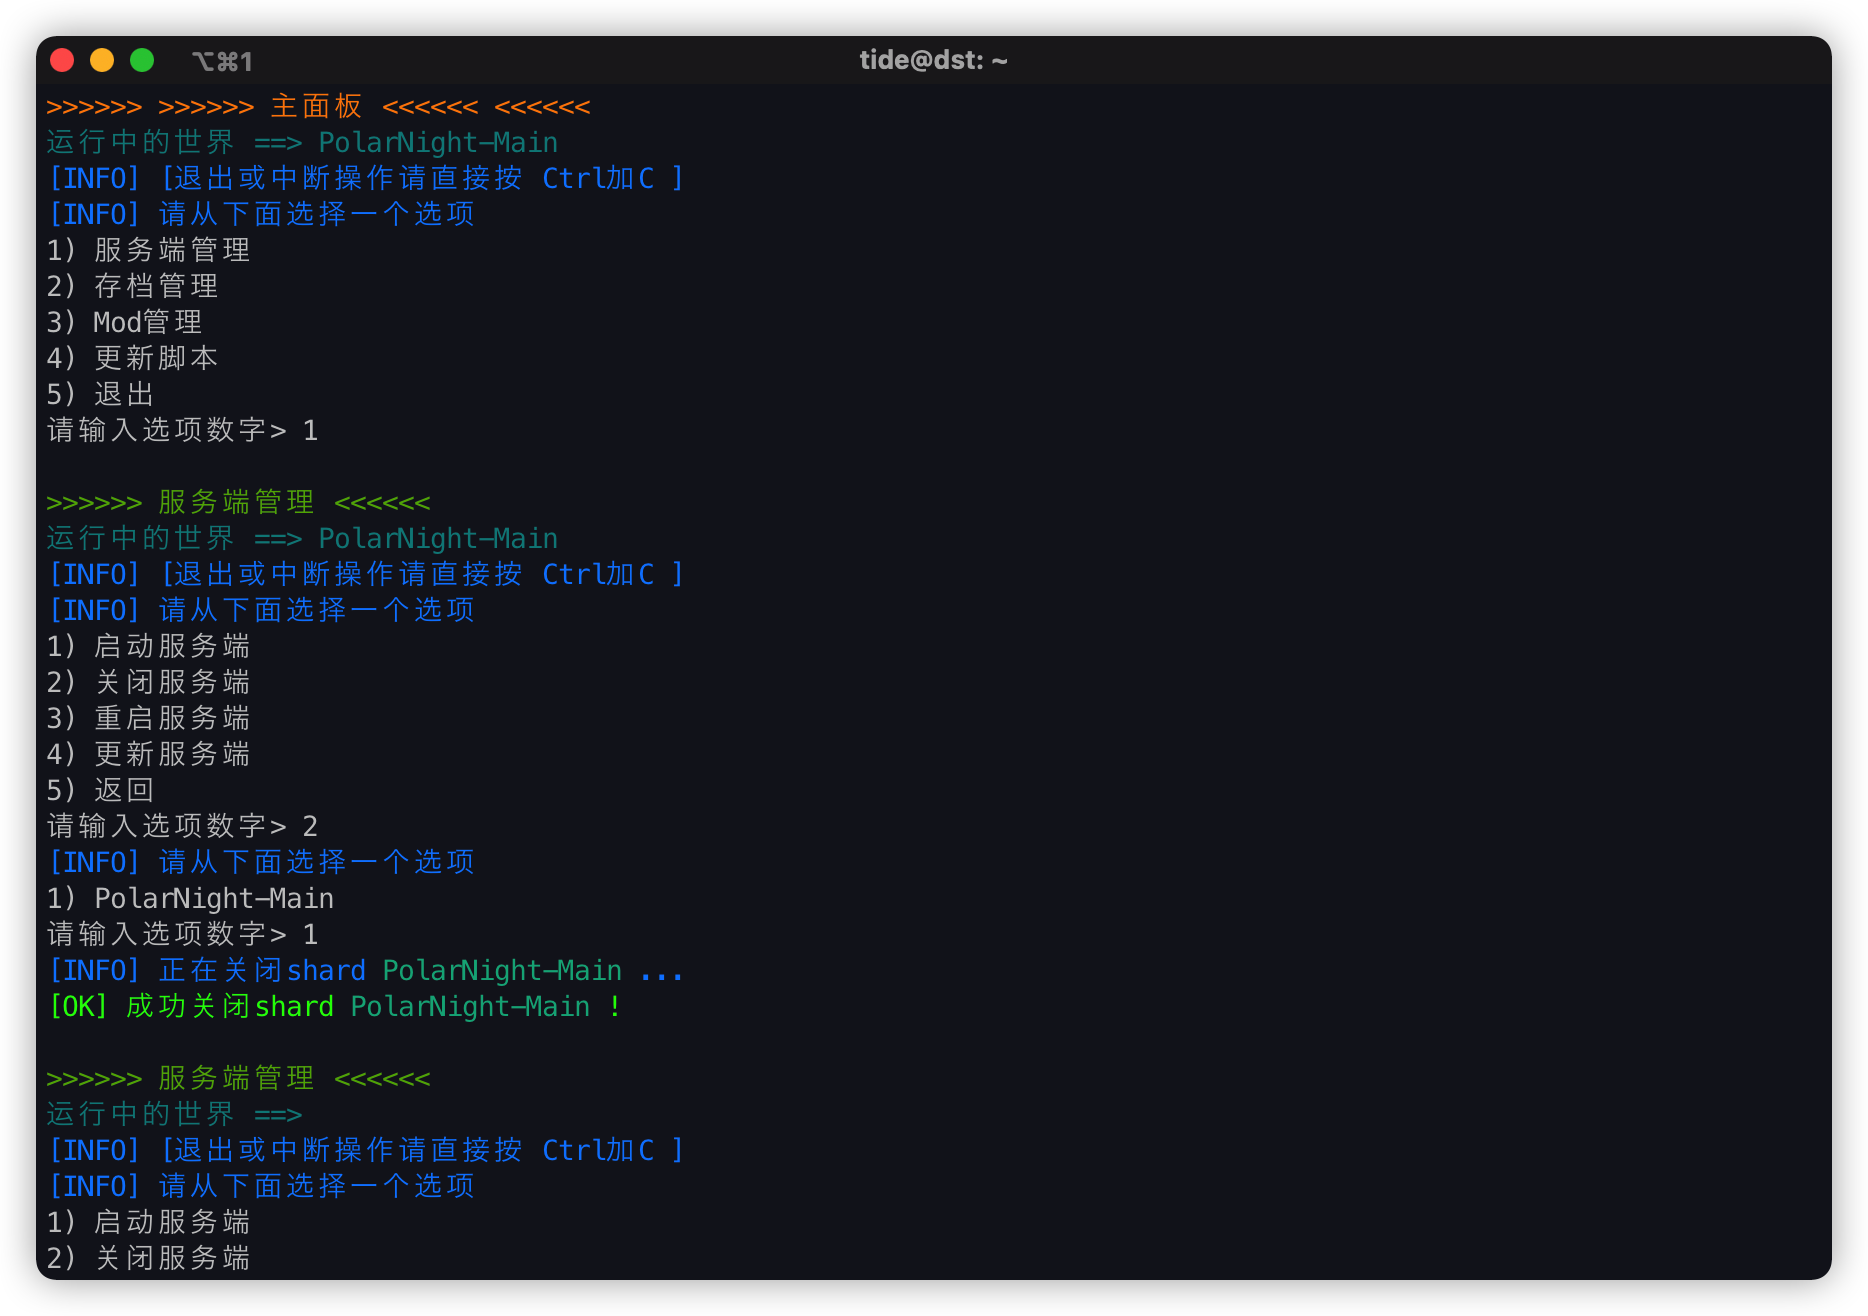 ⌥⌘1
tide@dst: ~
>>>>>> >>>>>> 主面板 <<<<<< <<<<<<
运行中的世界 ==> PolarNight-Main
[INFO] [退出或中断操作请直接按 Ctrl加C ]
[INFO] 请从下面选择一个选项
1) 服务端管理
2) 存档管理
3) Mod管理
4) 更新脚本
5) 退出
请输入选项数字> 1
>>>>>> 服务端管理 <<<<<<
运行中的世界 ==> PolarNight-Main
[INFO] [退出或中断操作请直接按 Ctrl加C ]
[INFO] 请从下面选择一个选项
1) 启动服务端
2) 关闭服务端
3) 重启服务端
4) 更新服务端
5) 返回
请输入选项数字> 2
[INFO] 请从下面选择一个选项
1) PolarNight-Main
请输入选项数字> 1
[INFO] 正在关闭shard PolarNight-Main ...
[OK] 成功关闭shard PolarNight-Main !
>>>>>> 服务端管理 <<<<<<
运行中的世界 ==>
[INFO] [退出或中断操作请直接按 Ctrl加C ]
[INFO] 请从下面选择一个选项
1) 启动服务端
2) 关闭服务端